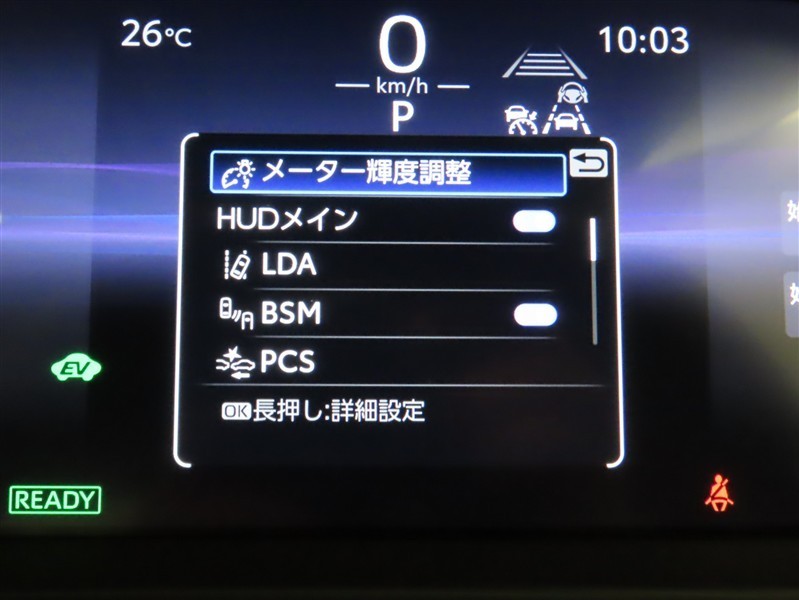 26℃
0
10:03
km/h
P
メーター輝度調整
HUDメイン
LDA
BSM
PCS
OK長押し:詳細設定
EV
READY